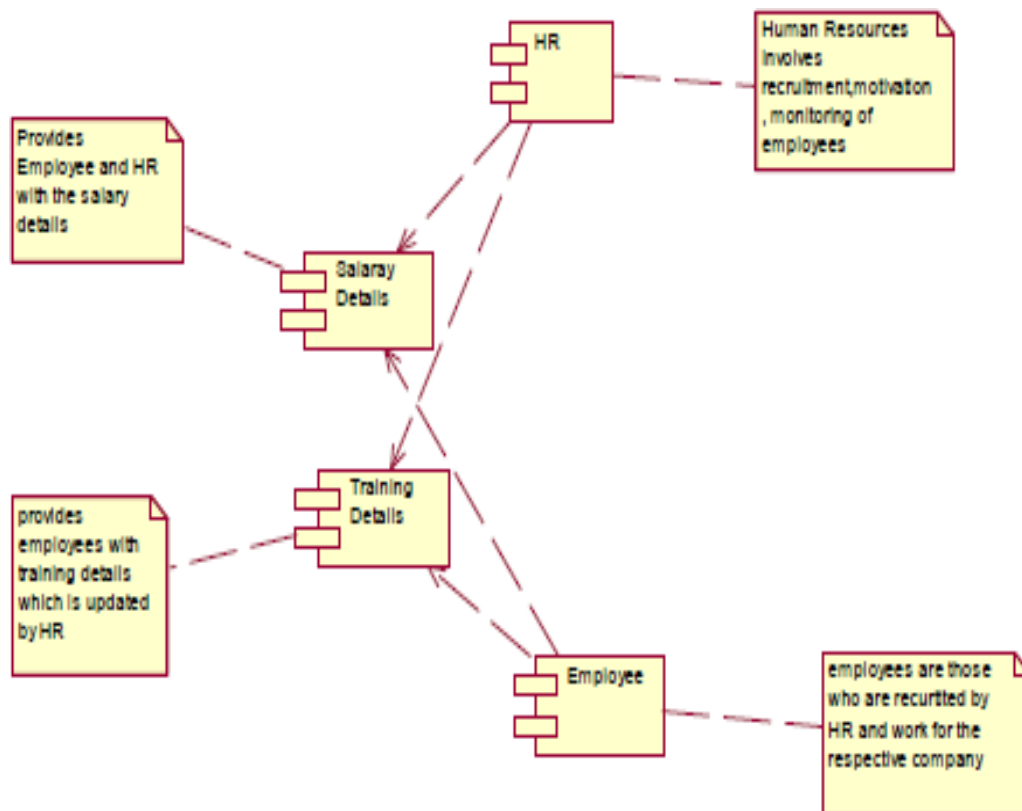 HR
Human Resources
Involves
recruitment,motivation
, monitoring of
employees
Provides
Employee and HR
with the salary
details
Salaray
Details
Training
Details
provides
employees with
training details
which is updated
by HR
Employee
employees are those
who are recurtted by
HR and work for the
respective company